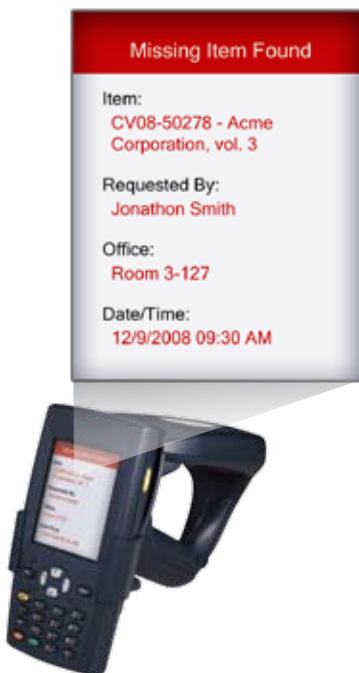 Missing Item Found
Item:
CV08-50278 - Acme
Corporation, vol. 3
Requested By:
Jonathon Smith
Office:
Room 3-127
Date/Time:
12/9/2008 09:30 AM